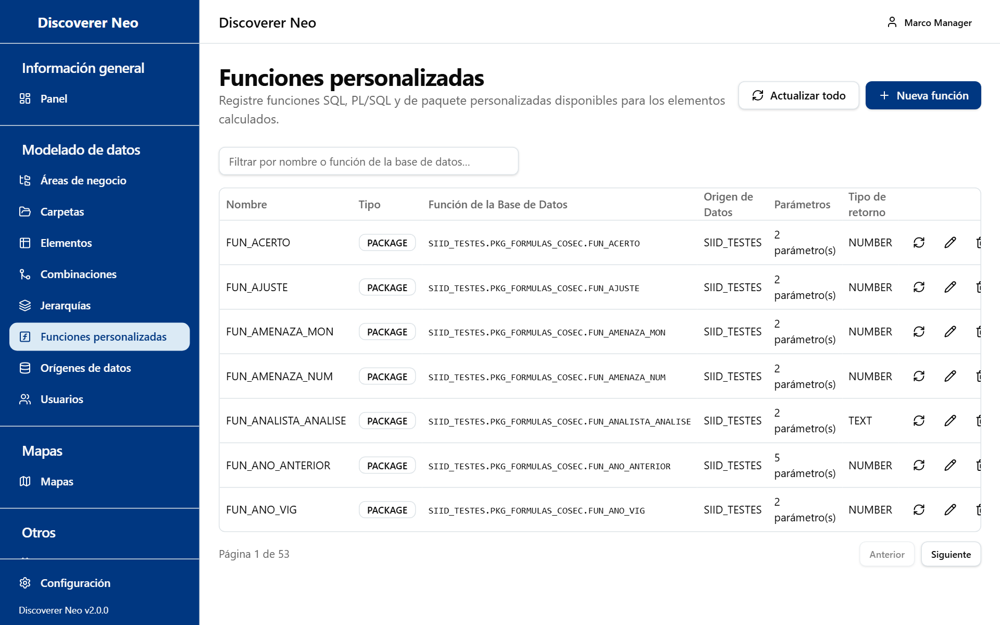 Discoverer Neo
Información general
Panel
Modelado de datos
Áreas de negocio
Carpetas
Elementos
Combinaciones
Jerarquías
Funciones personalizadas
Orígenes de datos
Usuarios
Mapas
Mapas
Otros
Configuración
Discoverer Neo v2.0.0
Discoverer Neo
Marco Manager
Funciones personalizadas
Registre funciones SQL, PL/SQL y de paquete personalizadas disponibles para los elementos
calculados.
Actualizar todo
Nueva función
Filtrar por nombre o función de la base de datos...
Nombre Tipo Función de la Base de Datos Origen de Datos Parámetros Tipo de retorno
FUN_ACERTO PACKAGE SIID_TESTES.PKG_FORMULAS_COSEC.FUN_ACERTO SIID_TESTES 2 parámetro(s) NUMBER
FUN_AJUSTE PACKAGE SIID_TESTES.PKG_FORMULAS_COSEC.FUN_AJUSTE SIID_TESTES 2 parámetro(s) NUMBER
FUN_AMENAZA_MON PACKAGE SIID_TESTES.PKG_FORMULAS_COSEC.FUN_AMENAZA_MON SIID_TESTES 2 parámetro(s) NUMBER
FUN_AMENAZA_NUM PACKAGE SIID_TESTES.PKG_FORMULAS_COSEC.FUN_AMENAZA_NUM SIID_TESTES 2 parámetro(s) NUMBER
FUN_ANALISTA_ANALISE PACKAGE SIID_TESTES.PKG_FORMULAS_COSEC.FUN_ANALISTA_ANALISE SIID_TESTES 2 parámetro(s) TEXT
FUN_ANO_ANTERIOR PACKAGE SIID_TESTES.PKG_FORMULAS_COSEC.FUN_ANO_ANTERIOR SIID_TESTES 5 parámetro(s) NUMBER
FUN_ANO_VIG PACKAGE SIID_TESTES.PKG_FORMULAS_COSEC.FUN_ANO_VIG SIID_TESTES 2 parámetro(s) NUMBER
Página 1 de 53
Anterior
Siguiente